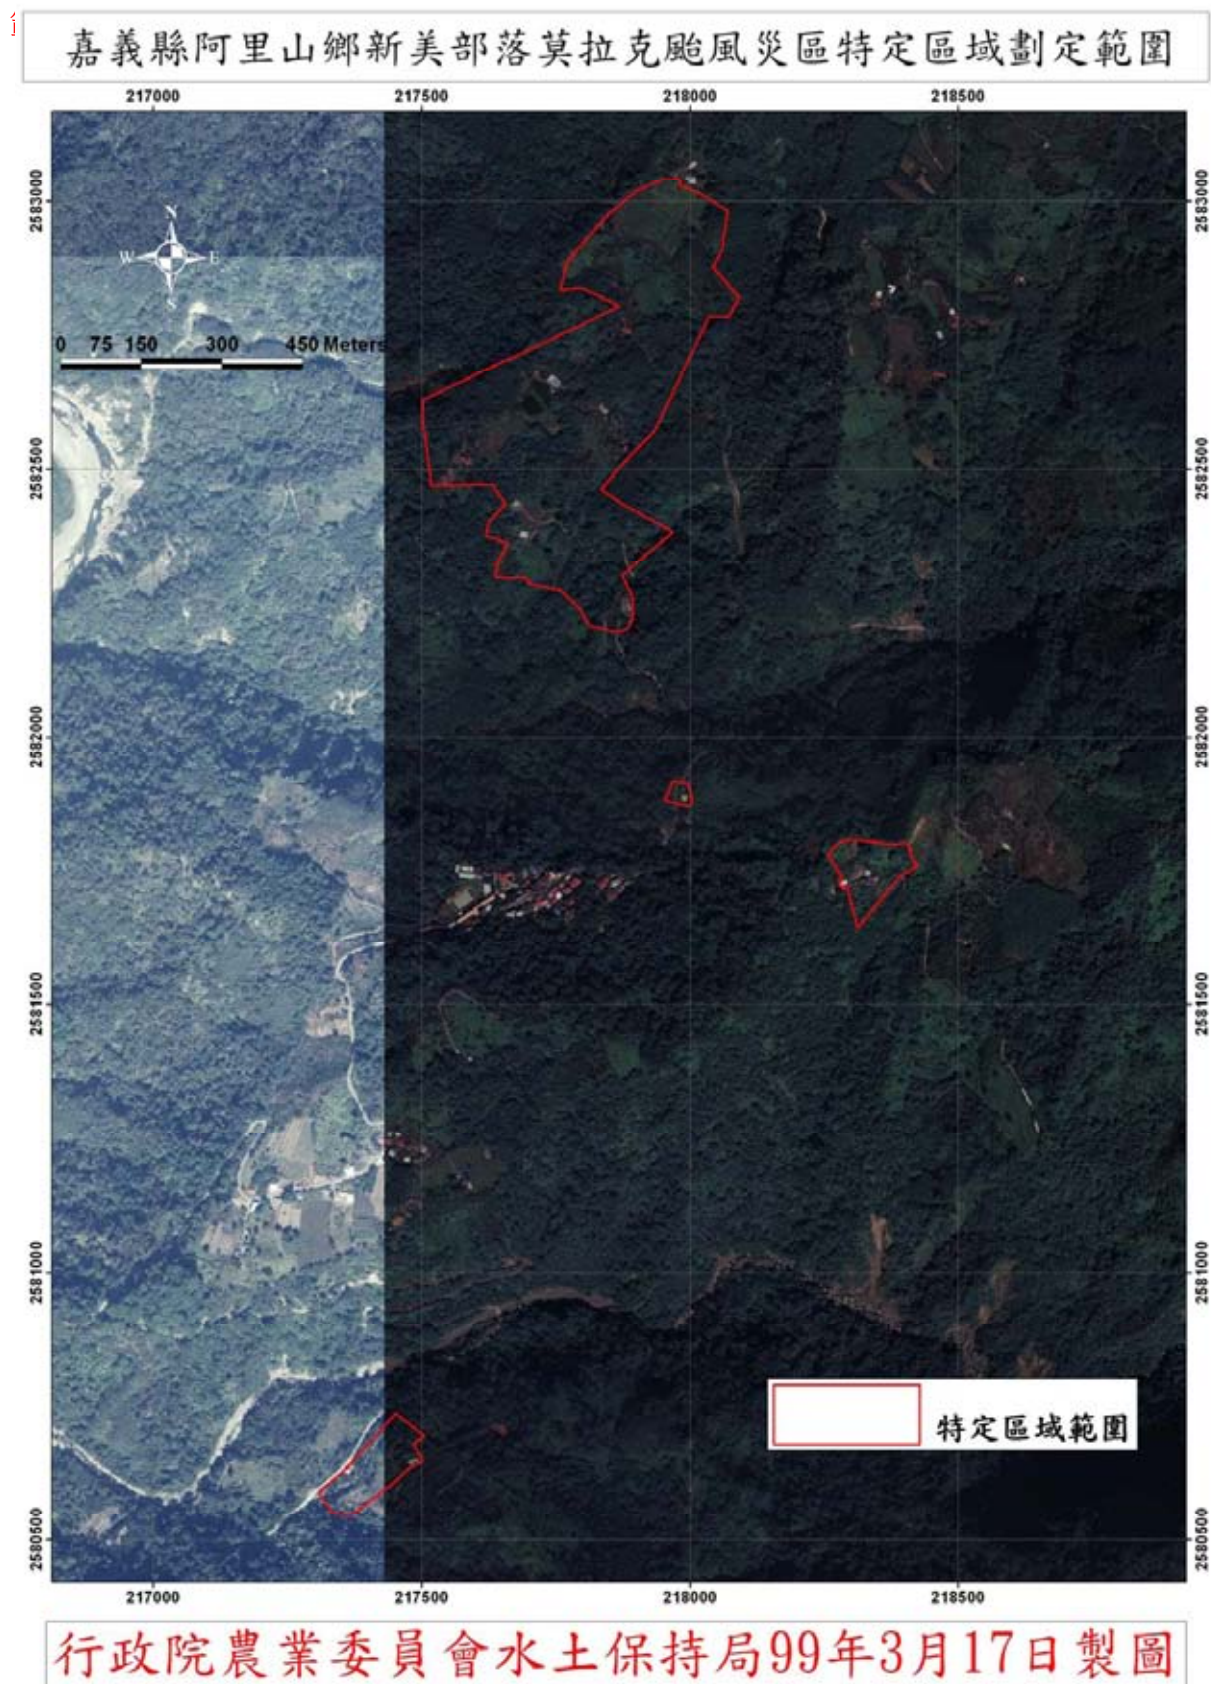 嘉義縣阿里山鄉新美部落莫拉克颱風災區特定區域劃定範圍
217000 217500 218000 218500
2583000 2583000
N
W E
S
0 75 150 300 450 Meters
2582500 2582500
2582000 2582000
2581500 2581500
2581000 2581000
特定區域範圍
2580500 2580500
217000 217500 218000 218500
行政院農業委員會水土保持局99年3月17日製圖